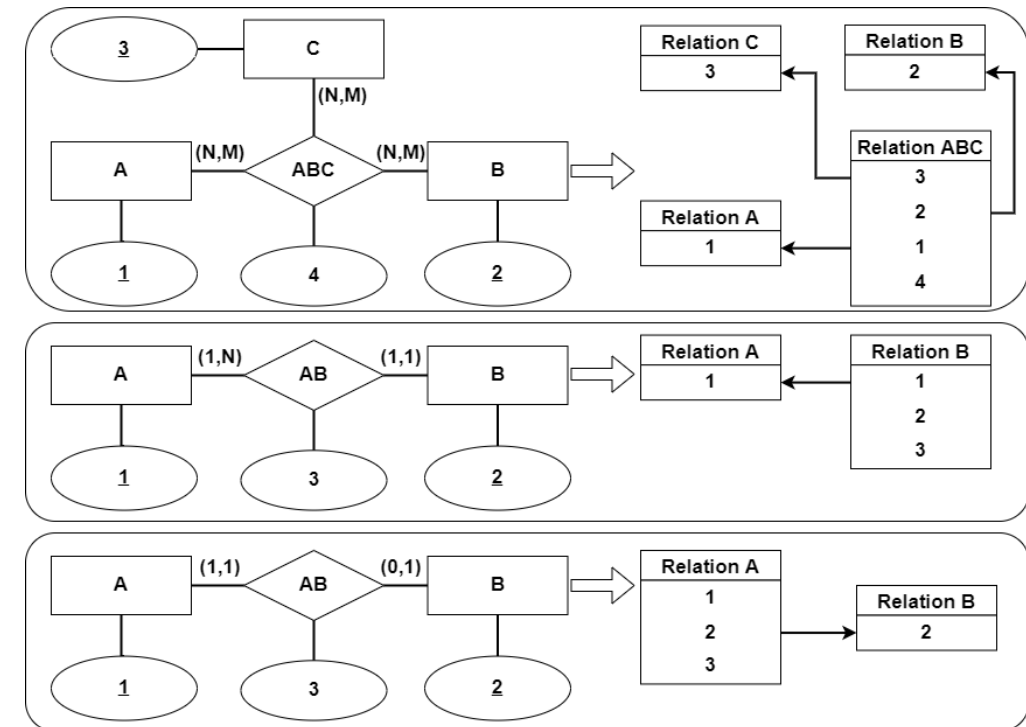 3
C
(N,M)
A
(N,M)
ABC
(N,M)
B
1
4
2
Relation C
3
Relation B
2
Relation ABC
3
2
1
4
Relation A
1
A
(1,N)
AB
(1,1)
B
1
3
2
Relation A
1
Relation B
1
2
3
A
(1,1)
AB
(0,1)
B
1
3
2
Relation A
1
2
3
Relation B
2